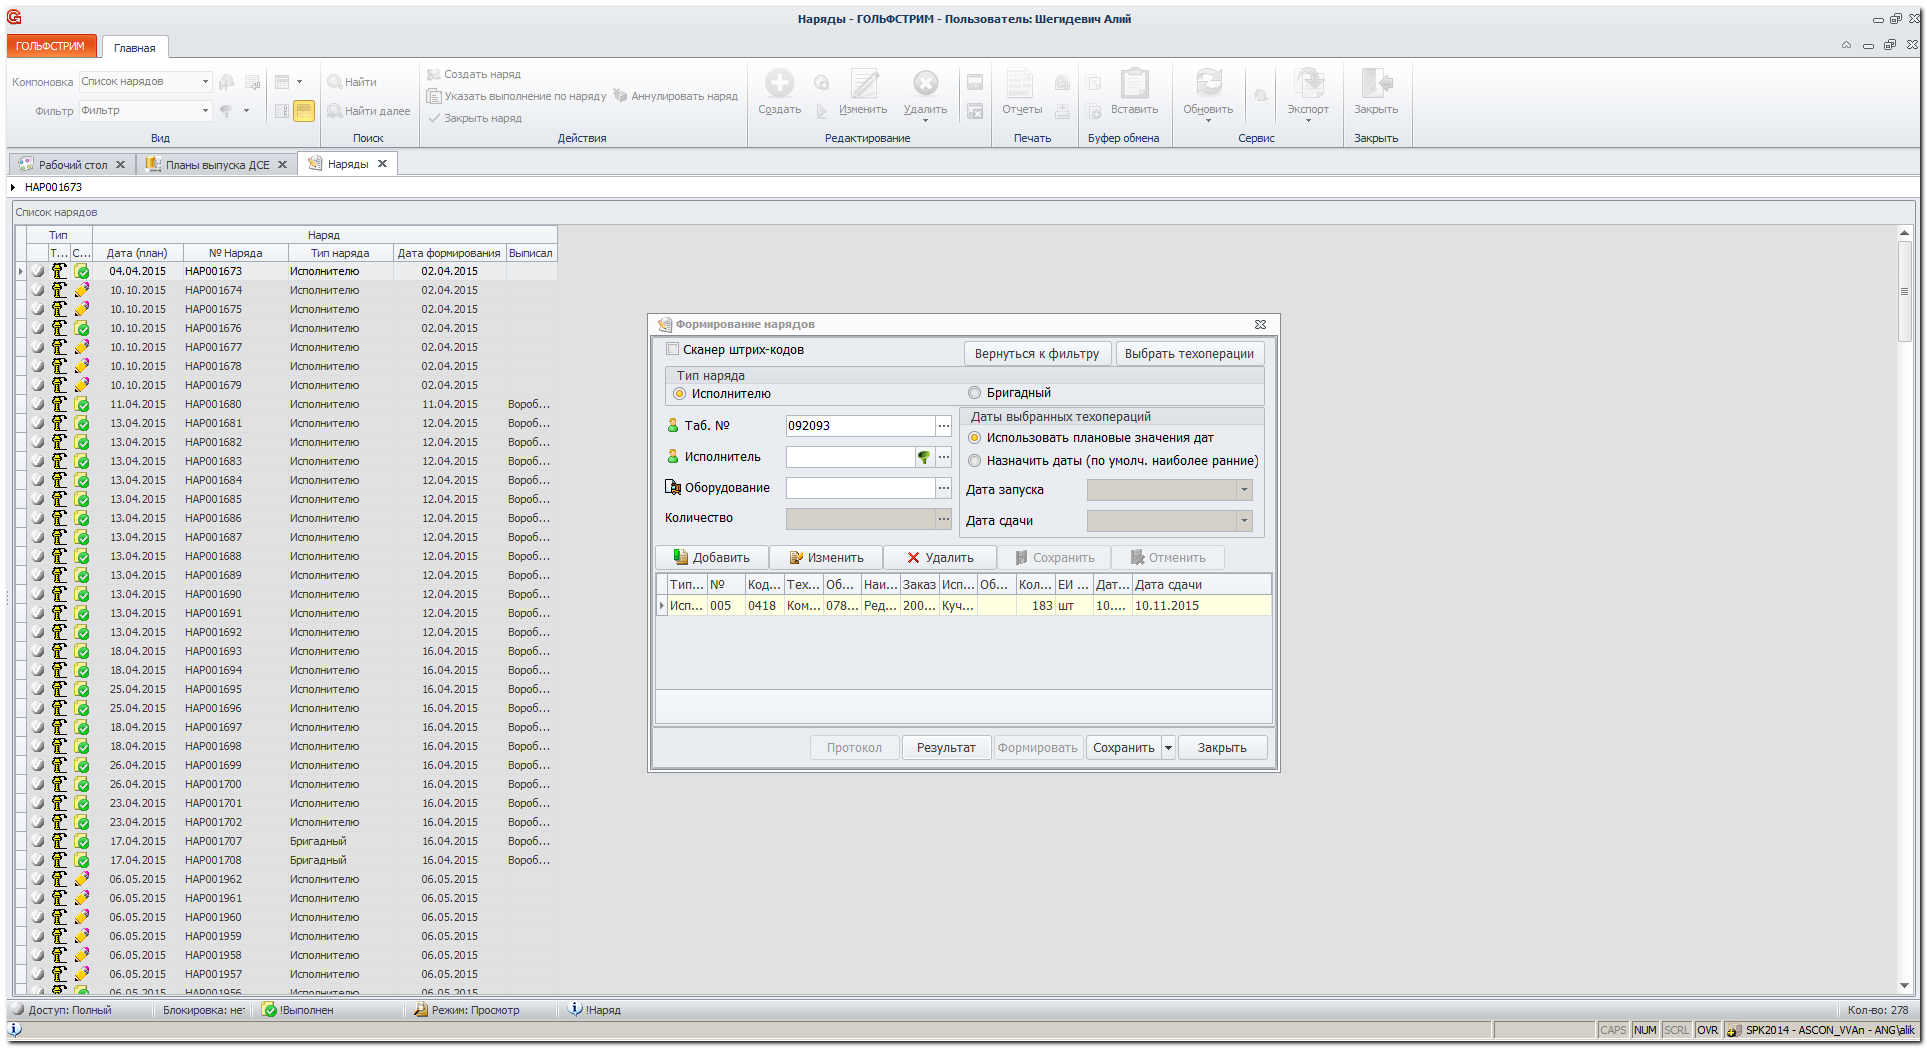 Наряды - ГОЛЬФСТРИМ - Пользователь: Шегидевич Алий
ГОЛЬФСТРИМ Главная
Компоновка Список нарядов
Фильтр Фильтр
Вид
Найти
Найти далее
Поиск
Создать наряд
Указать выполнение по наряду Аннулировать наряд
Закрыть наряд
Действия
Создать Изменить Удалить
Редактирование
Отчеты
Печать
Вставить
Буфер обмена
Обновить Экспорт
Сервис
Закрыть
Закрыть
Рабочий стол Планы выпуска ДСЕ Наряды
НАР001673
Список нарядов
Тип Наряд
Т... С... Дата (план) № Наряда Тип наряда Дата формирования Выписал
04.04.2015 НАР001673 Исполнителю 02.04.2015
10.10.2015 НАР001674 Исполнителю 02.04.2015
10.10.2015 НАР001675 Исполнителю 02.04.2015
10.10.2015 НАР001676 Исполнителю 02.04.2015
10.10.2015 НАР001677 Исполнителю 02.04.2015
10.10.2015 НАР001678 Исполнителю 02.04.2015
10.10.2015 НАР001679 Исполнителю 02.04.2015
11.04.2015 НАР001680 Исполнителю 11.04.2015 Вороб...
13.04.2015 НАР001681 Исполнителю 12.04.2015 Вороб...
13.04.2015 НАР001682 Исполнителю 12.04.2015 Вороб...
13.04.2015 НАР001683 Исполнителю 12.04.2015 Вороб...
13.04.2015 НАР001684 Исполнителю 12.04.2015 Вороб...
13.04.2015 НАР001685 Исполнителю 12.04.2015 Вороб...
13.04.2015 НАР001686 Исполнителю 12.04.2015 Вороб...
13.04.2015 НАР001687 Исполнителю 12.04.2015 Вороб...
13.04.2015 НАР001688 Исполнителю 12.04.2015 Вороб...
13.04.2015 НАР001689 Исполнителю 12.04.2015 Вороб...
13.04.2015 НАР001690 Исполнителю 12.04.2015 Вороб...
13.04.2015 НАР001691 Исполнителю 12.04.2015 Вороб...
13.04.2015 НАР001692 Исполнителю 12.04.2015 Вороб...
18.04.2015 НАР001693 Исполнителю 16.04.2015 Вороб...
18.04.2015 НАР001694 Исполнителю 16.04.2015 Вороб...
25.04.2015 НАР001695 Исполнителю 16.04.2015 Вороб...
25.04.2015 НАР001696 Исполнителю 16.04.2015 Вороб...
18.04.2015 НАР001697 Исполнителю 16.04.2015 Вороб...
18.04.2015 НАР001698 Исполнителю 16.04.2015 Вороб...
26.04.2015 НАР001699 Исполнителю 16.04.2015 Вороб...
26.04.2015 НАР001700 Исполнителю 16.04.2015 Вороб...
23.04.2015 НАР001701 Исполнителю 16.04.2015 Вороб...
23.04.2015 НАР001702 Исполнителю 16.04.2015 Вороб...
17.04.2015 НАР001707 Бригадный 16.04.2015 Вороб...
17.04.2015 НАР001708 Бригадный 16.04.2015 Вороб...
06.05.2015 НАР001962 Исполнителю 06.05.2015
06.05.2015 НАР001961 Исполнителю 06.05.2015
06.05.2015 НАР001960 Исполнителю 06.05.2015
06.05.2015 НАР001959 Исполнителю 06.05.2015
06.05.2015 НАР001958 Исполнителю 06.05.2015
06.05.2015 НАР001957 Исполнителю 06.05.2015
06.05.2015 НАР001956 Исполнителю 06.05.2015
Формирование нарядов
Сканер штрих-кодов Вернуться к фильтру Выбрать техоперации
Тип наряда
Исполнителю Бригадный
Таб. № 092093
Исполнитель
Оборудование
Количество
Даты выбранных техопераций
Использовать плановые значения дат
Назначить даты (по умолч. наиболее ранние)
Дата запуска
Дата сдачи
Добавить Изменить Удалить Сохранить Отменить
Тип... № Код... Тех... Об... Наи... Заказ Исп... Об... Кол... ЕИ ... Дат... Дата сдачи
Исп... 005 0418 Ком... 078... Ред... 200... Куч... 183 шт 10.... 10.11.2015
Протокол Результат Формировать Сохранить Закрыть
Доступ: Полный Блокировка: нет !Выполнен Режим: Просмотр !Наряд Кол-во: 278
CAPS NUM SCRL OVR SPK2014 - ASCON_VVAn - ANG\alik